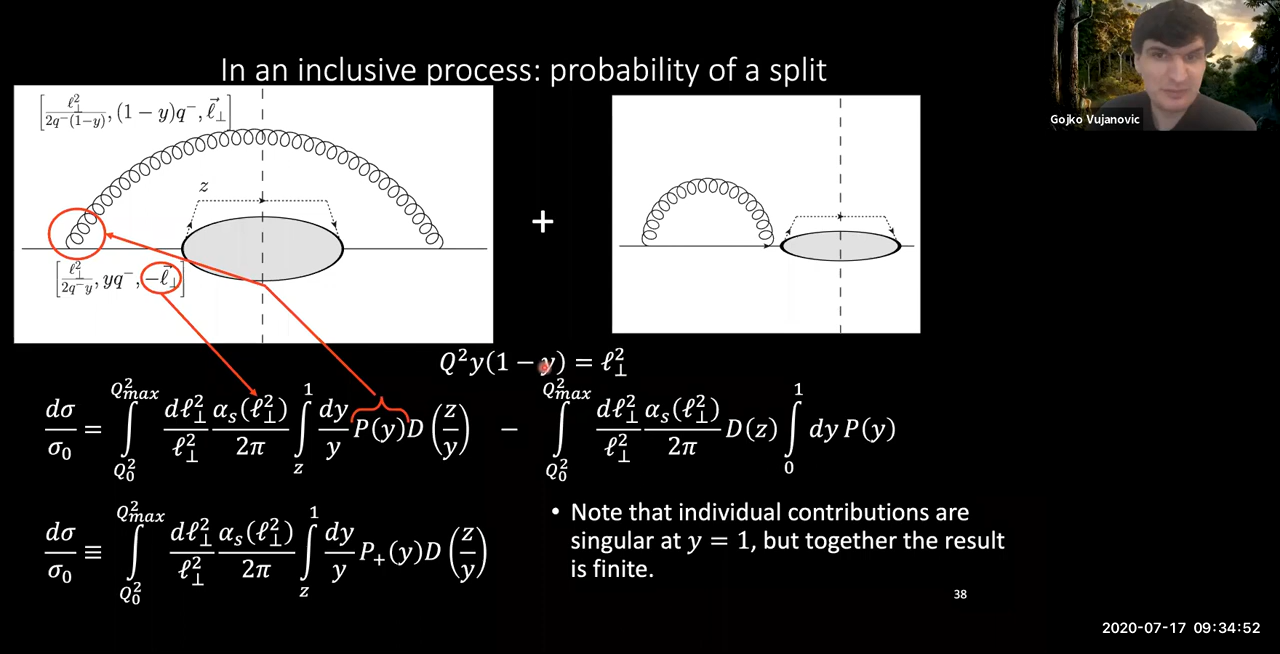 In an inclusive process: probability of a split
Gojko Vujanovic
[ℓ⊥²/2q⁻(1−y), (1 − y)q⁻, ℓ⃗⊥]
z
[ℓ⊥²/2q⁻y, yq⁻, −ℓ⃗⊥]
+
Q²y(1 − y) = ℓ⊥²
dσ/σ₀ = ∫_{Q₀²}^{Q²max} dℓ⊥²/ℓ⊥² αs(ℓ⊥²)/2π ∫_z^1 dy/y P(y)D(z/y) − ∫_{Q₀²}^{Q²max} dℓ⊥²/ℓ⊥² αs(ℓ⊥²)/2π D(z) ∫_0^1 dy P(y)
dσ/σ₀ ≡ ∫_{Q₀²}^{Q²max} dℓ⊥²/ℓ⊥² αs(ℓ⊥²)/2π ∫_z^1 dy/y P₊(y)D(z/y)
• Note that individual contributions are
singular at y = 1, but together the result
is finite.
38
2020-07-17 09:34:52